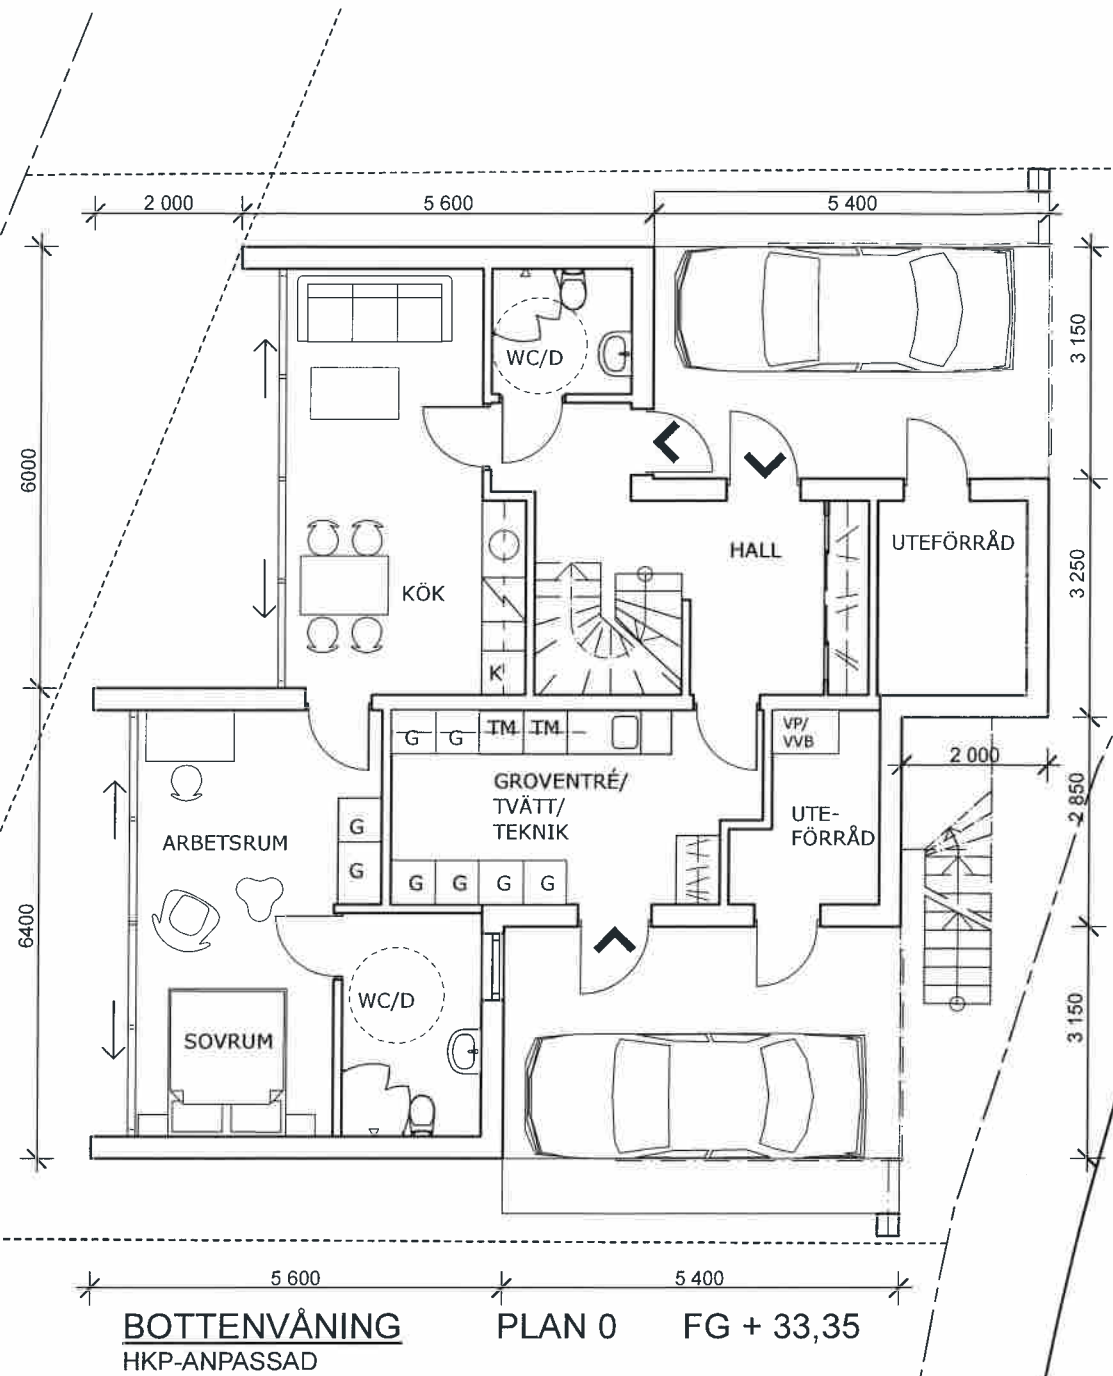 2 000
5 600
5 400
3 150
WC/D
6000
HALL
UTEFÖRRÅD
3 250
KÖK
K
G
G
TM
TM
VP/
VVB
2 000
GROVENTRÉ/
TVÄTT/
TEKNIK
2 850
UTE-
FÖRRÅD
ARBETSRUM
G
G
G
G
G
G
6400
WC/D
SOVRUM
3 150
5 600
5 400
BOTTENVÅNING
PLAN 0
FG + 33,35
HKP-ANPASSAD